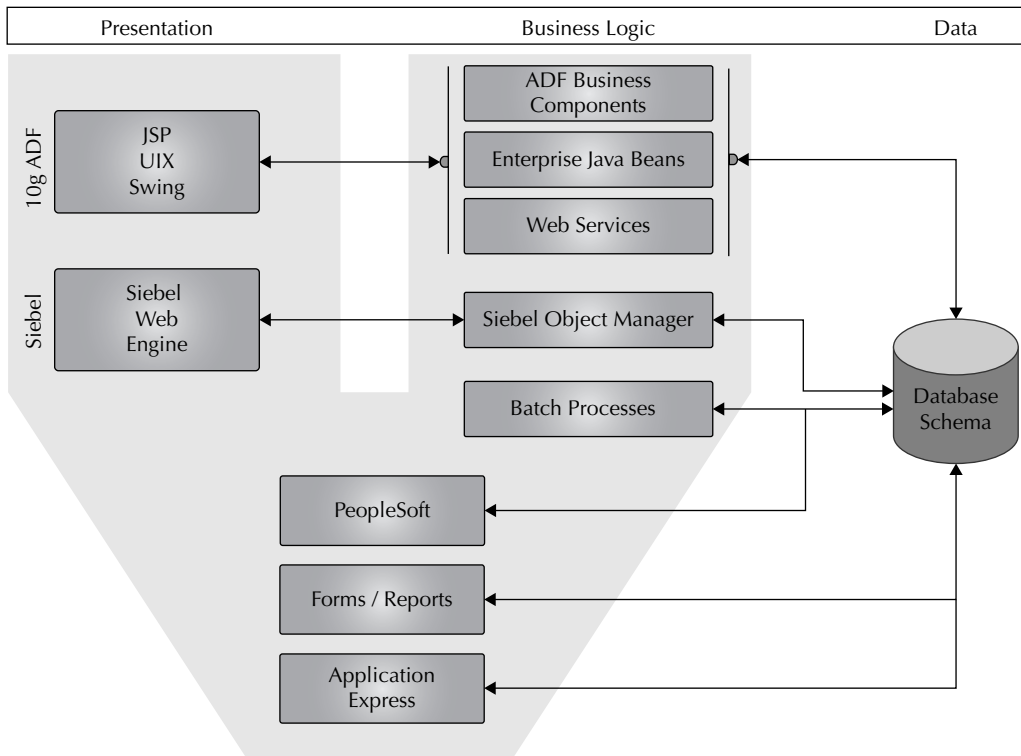 Presentation
Business Logic
Data
10g ADF
JSP
UIX
Swing
ADF Business
Components
Enterprise Java Beans
Web Services
Siebel
Siebel
Web
Engine
Siebel Object Manager
Batch Processes
Database
Schema
PeopleSoft
Forms / Reports
Application
Express